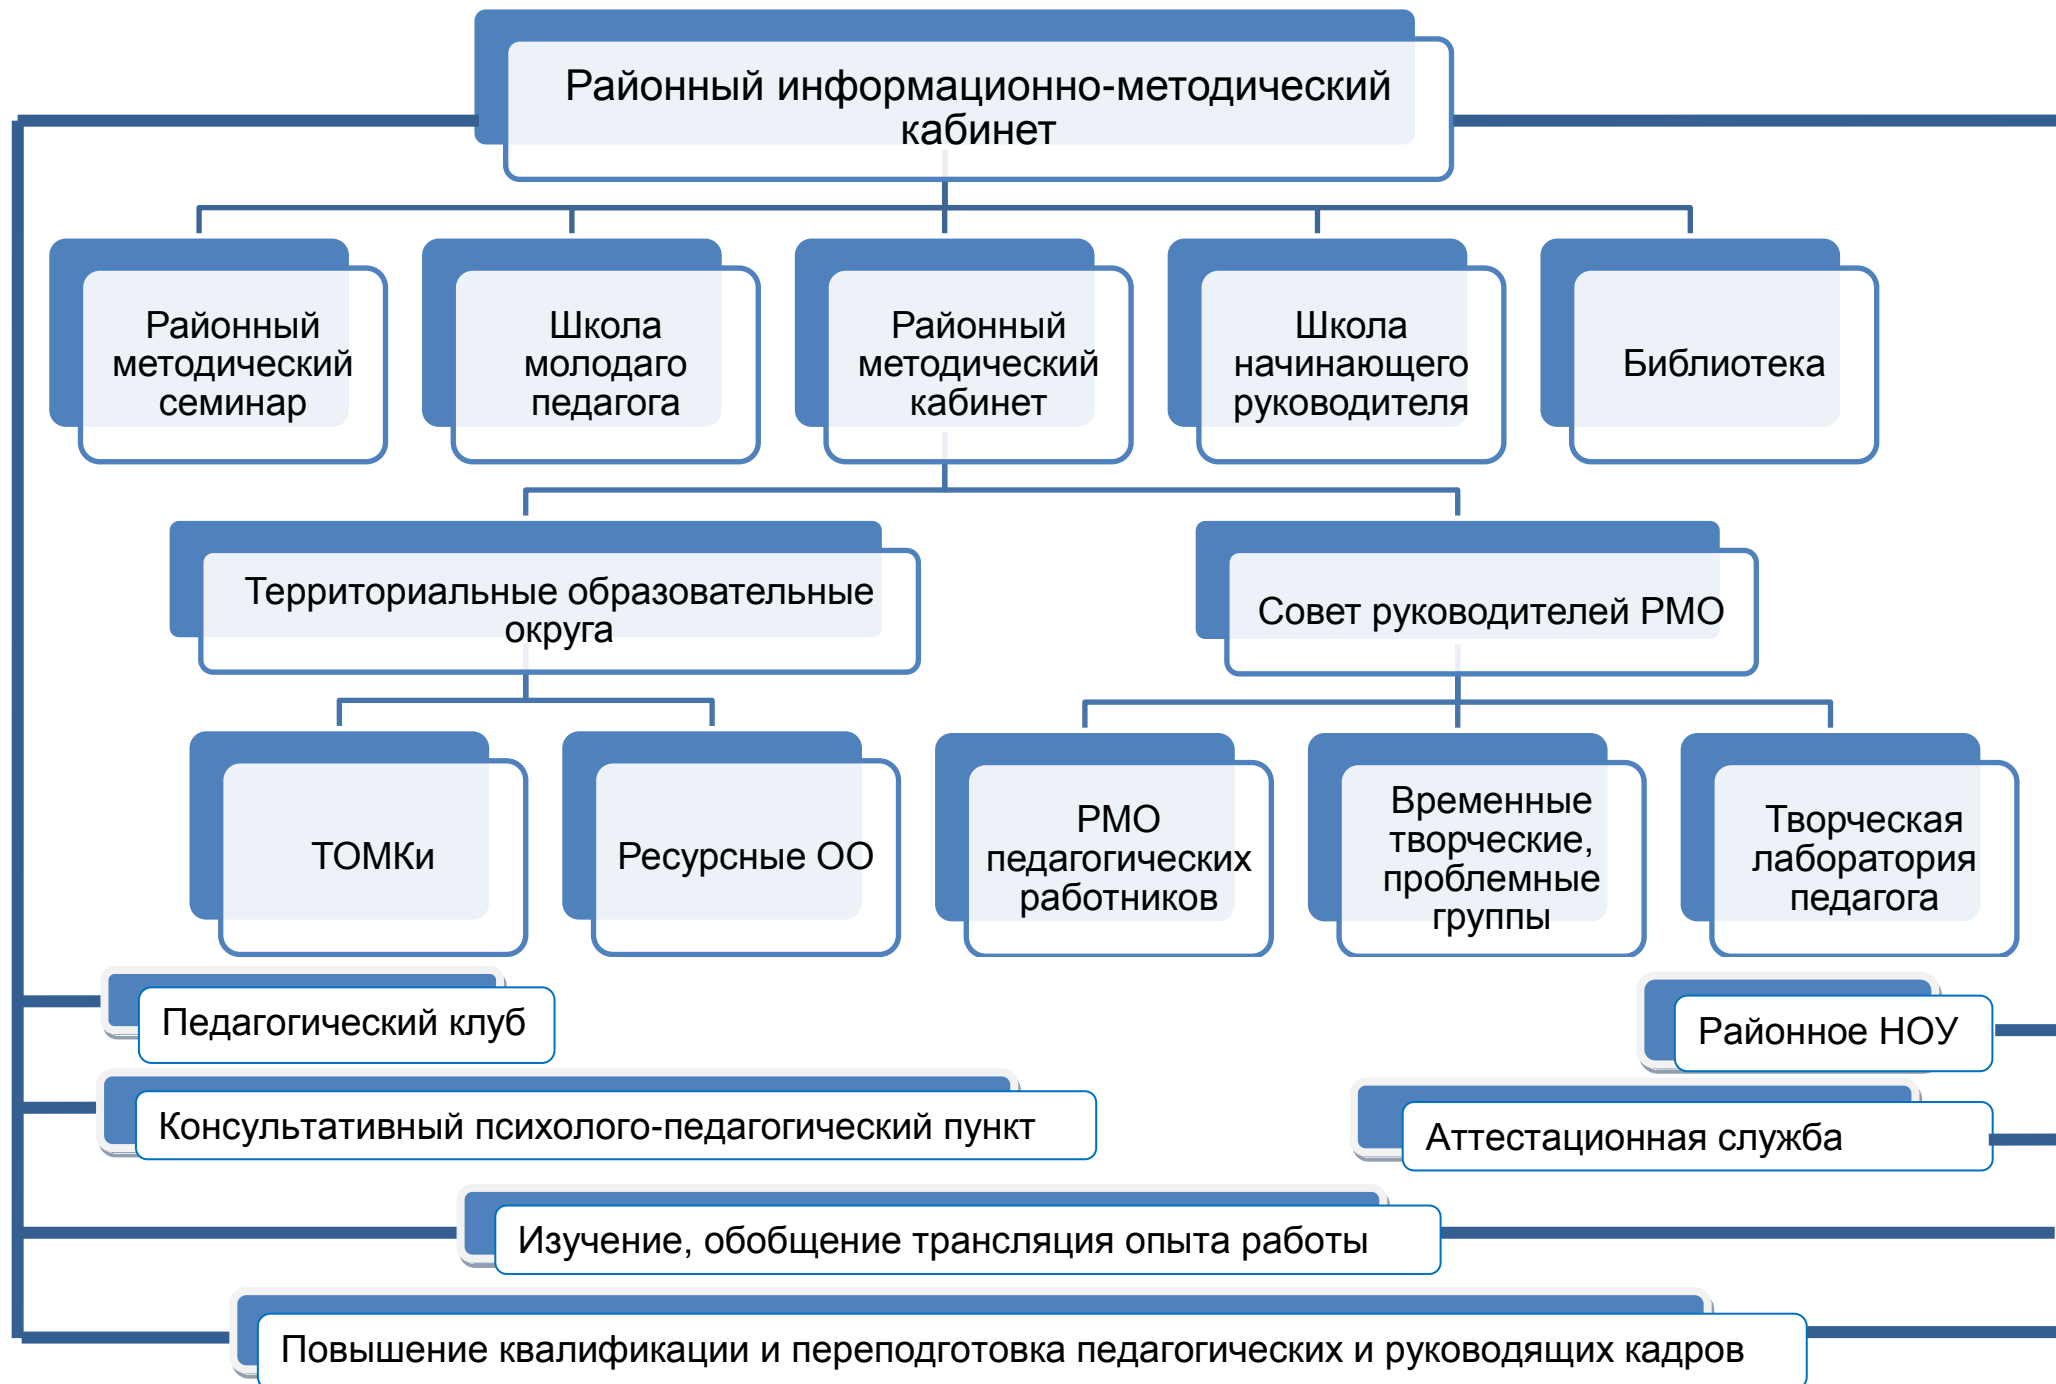 Районный информационно-методический
кабинет
Районный
методический
семинар
Школа
молодаго
педагога
Районный
методический
кабинет
Школа
начинающего
руководителя
Библиотека
Территориальные образовательные
округа
Совет руководителей РМО
ТОМКи
Ресурсные ОО
РМО
педагогических
работников
Временные
творческие,
проблемные
группы
Творческая
лаборатория
педагога
Педагогический клуб
Районное НОУ
Консультативный психолого-педагогический пункт
Аттестационная служба
Изучение, обобщение трансляция опыта работы
Повышение квалификации и переподготовка педагогических и руководящих кадров